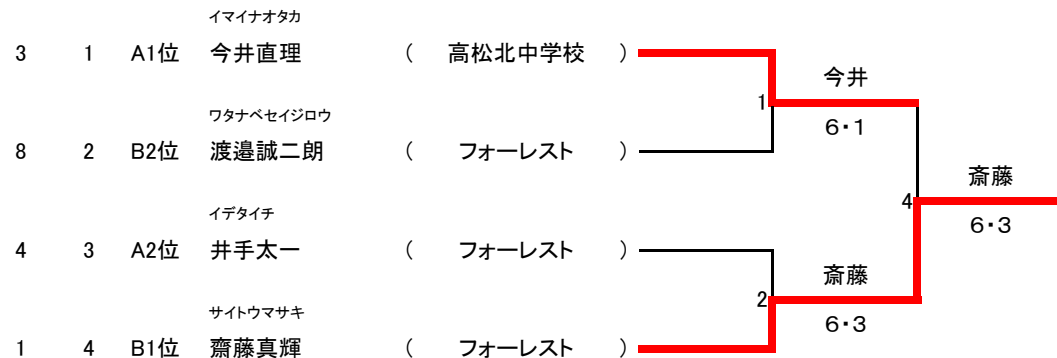 イマイナオタカ
3 1 A1位 今井直理 ( 高松北中学校 )
今井
1
6・1
ワタナベセイジロウ
8 2 B2位 渡邉誠二朗 ( フォーレスト )
斎藤
4
6・3
イデタイチ
4 3 A2位 井手太一 ( フォーレスト )
斎藤
2
6・3
サイトウマサキ
1 4 B1位 齋藤真輝 ( フォーレスト )